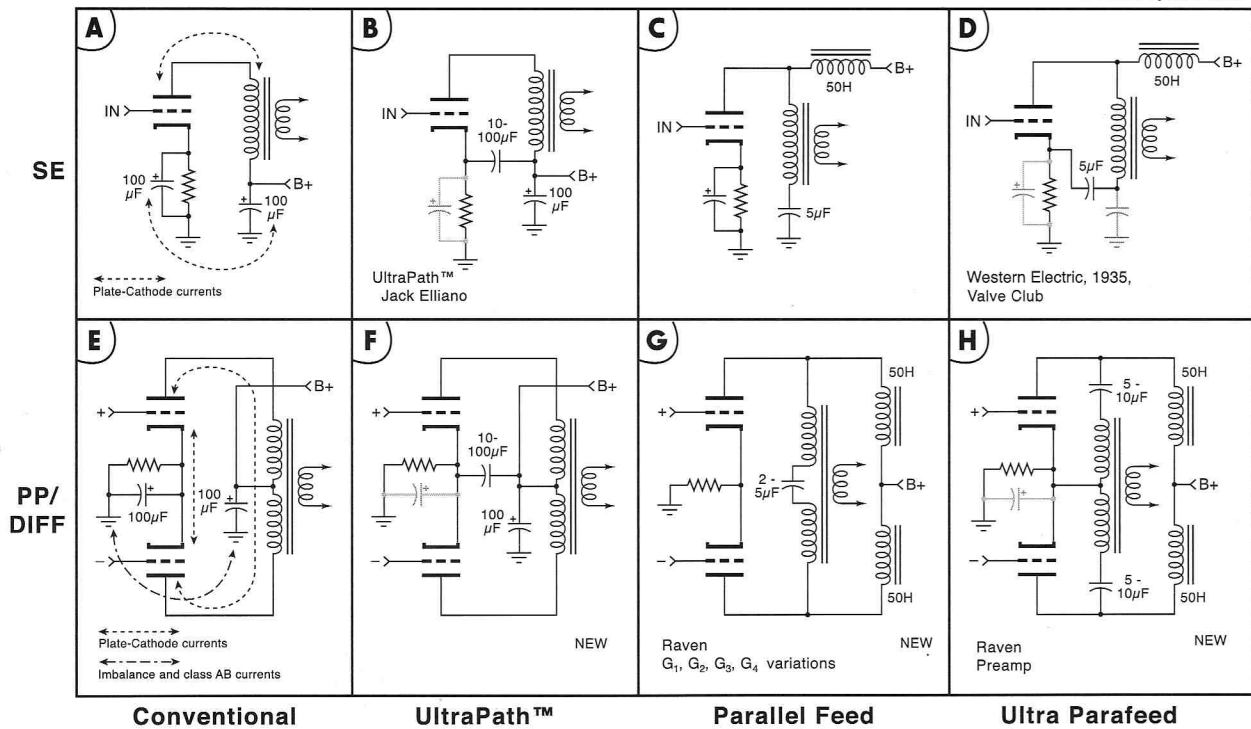 A
IN
100
µF
B+
100
µF
Plate-Cathode currents
B
IN
10-
100µF
B+
100
µF
UltraPath™
Jack Elliano
C
B+
50H
IN
5µF
D
B+
50H
IN
5µF
Western Electric, 1935,
Valve Club
SE
E
B+
+
100
µF
100µF
−
Plate-Cathode currents
Imbalance and class AB currents
F
B+
+
10-
100µF
100
µF
−
NEW
G
50H
+
2 -
5µF
B+
−
50H
Raven
G₁, G₂, G₃, G₄ variations
NEW
H
50H
5 -
10µF
+
B+
−
5 -
10µF
50H
Raven
Preamp
NEW
PP/
DIFF
Conventional
UltraPath™
Parallel Feed
Ultra Parafeed